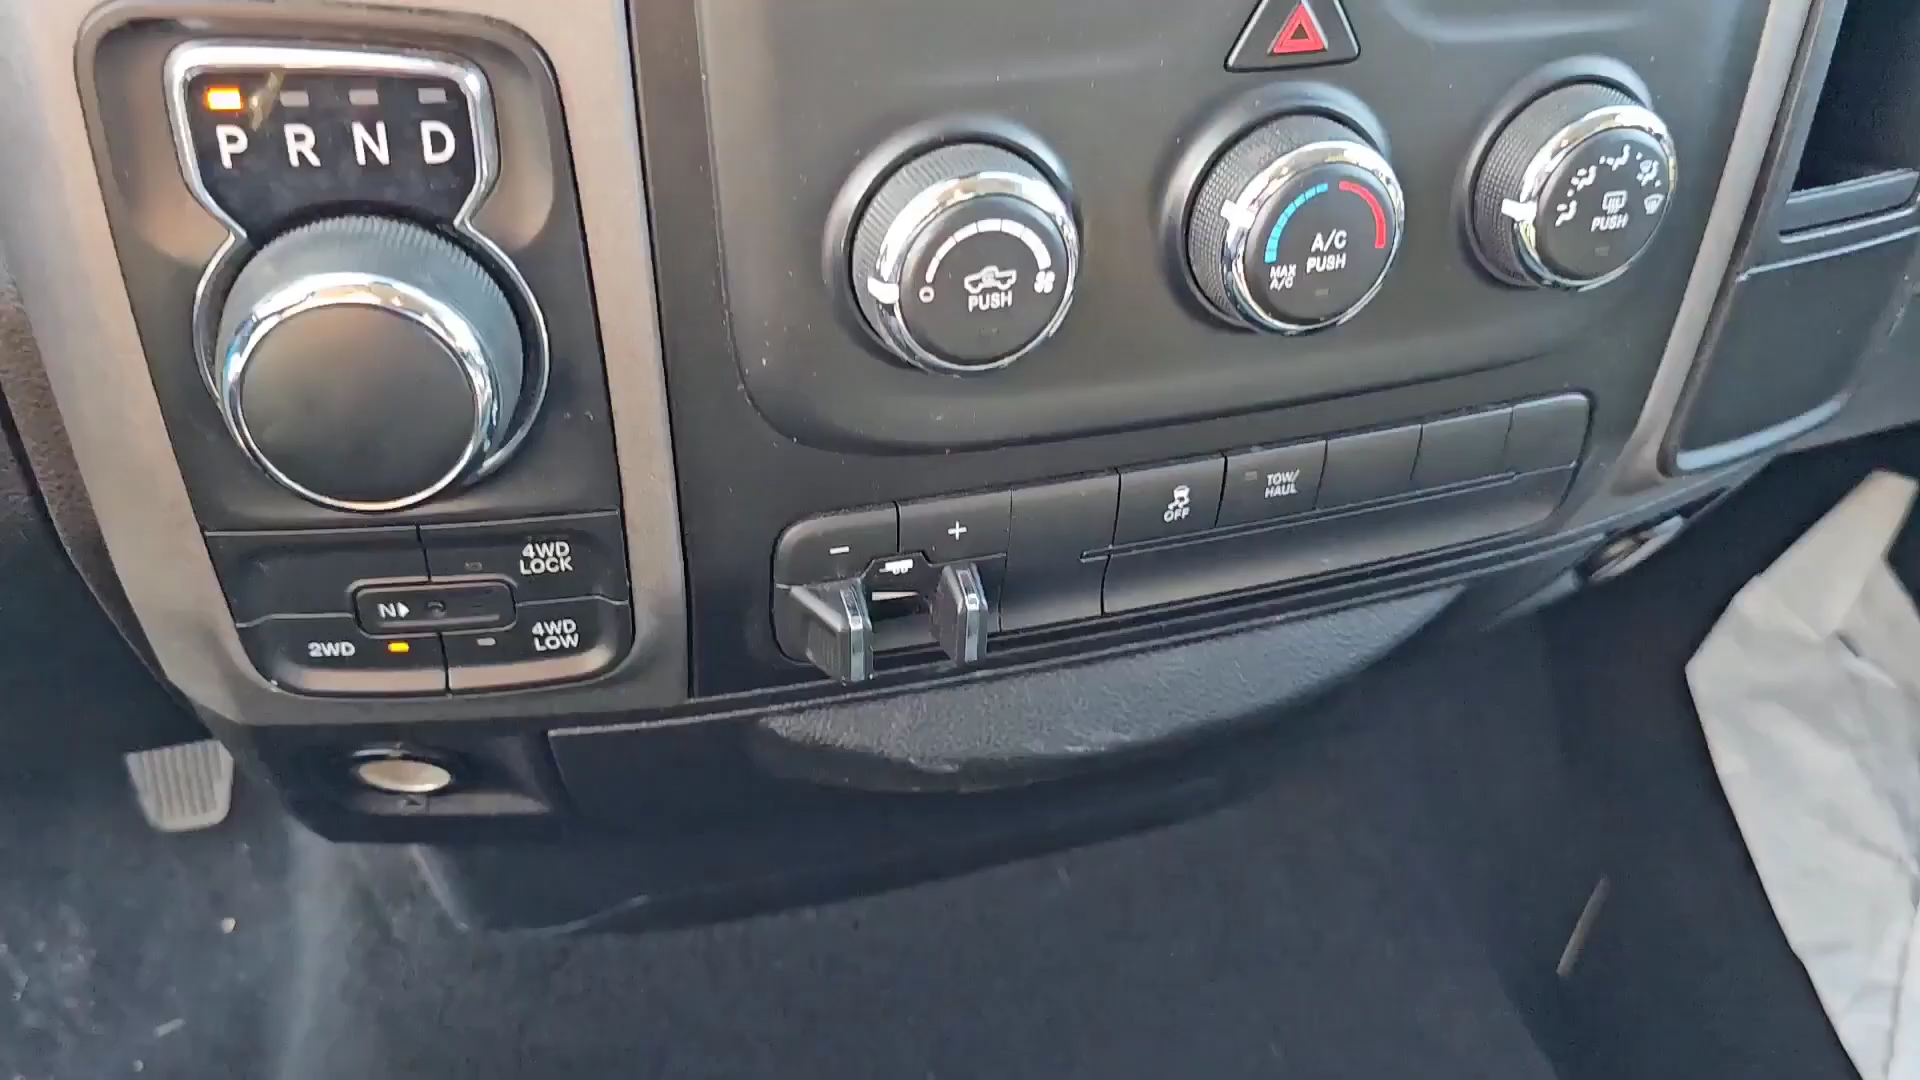 P R N D
PUSH
A/C
PUSH
MAX
A/C
PUSH
- +
OFF
TOW/
HAUL
4WD
LOCK
N
2WD
4WD
LOW